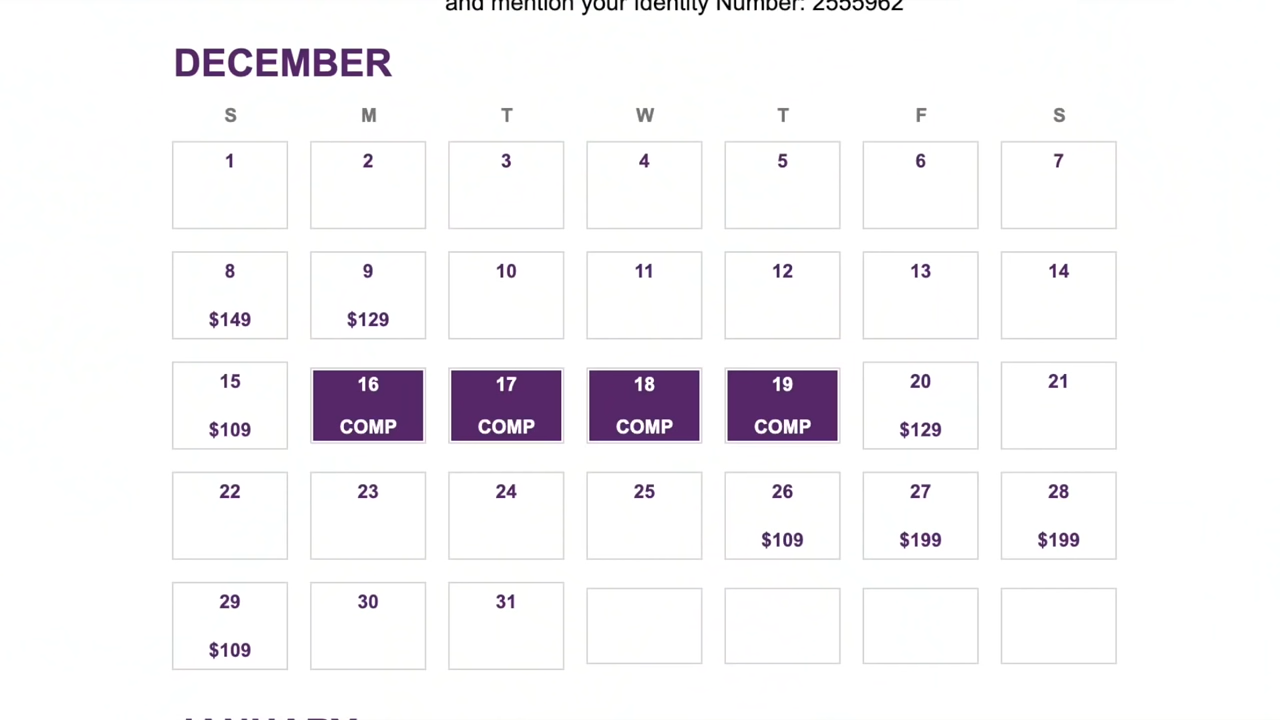 and mention your Identity Number: 2555962
DECEMBER
S M T W T F S
1 2 3 4 5 6 7
8 9 10 11 12 13 14
$149 $129
15 16 17 18 19 20 21
$109 COMP COMP COMP COMP $129
22 23 24 25 26 27 28
$109 $199 $199
29 30 31
$109